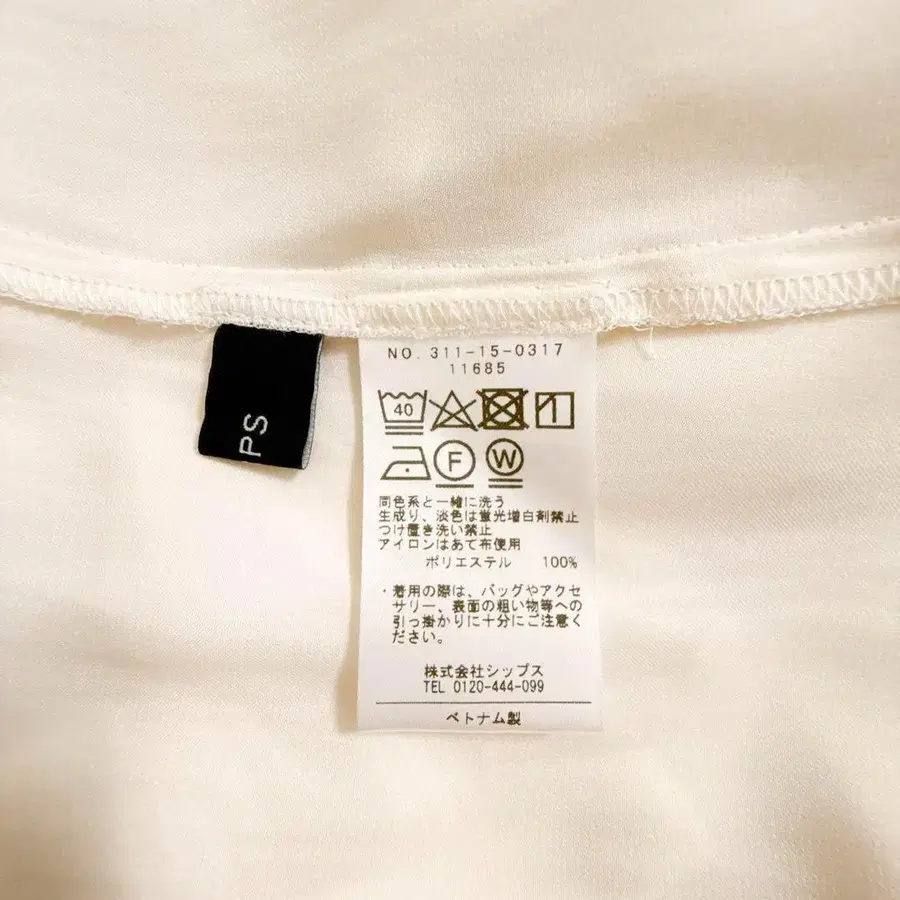 NO. 311-15-0317
11685
40
F W
PS
同色系と一緒に洗う
生成り、淡色は蛍光増白剤禁止
つけ置き洗い禁止
アイロンはあて布使用
ポリエステル 100%
・着用の際は、バッグやアクセ
サリー、表面の粗い物等への
引っ掛かりに十分にご注意く
ださい。
株式会社シップス
TEL 0120-444-099
ベトナム製